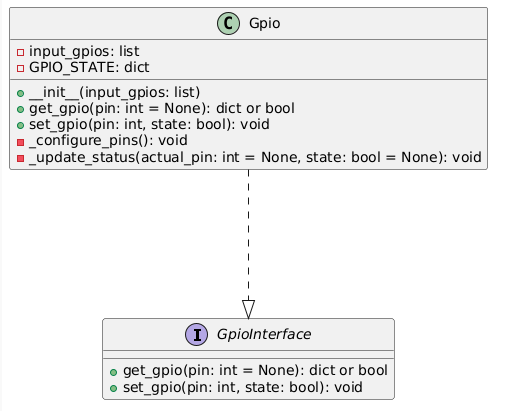 C Gpio
input_gpios: list
GPIO_STATE: dict
__init__(input_gpios: list)
get_gpio(pin: int = None): dict or bool
set_gpio(pin: int, state: bool): void
_configure_pins(): void
_update_status(actual_pin: int = None, state: bool = None): void
I GpioInterface
get_gpio(pin: int = None): dict or bool
set_gpio(pin: int, state: bool): void